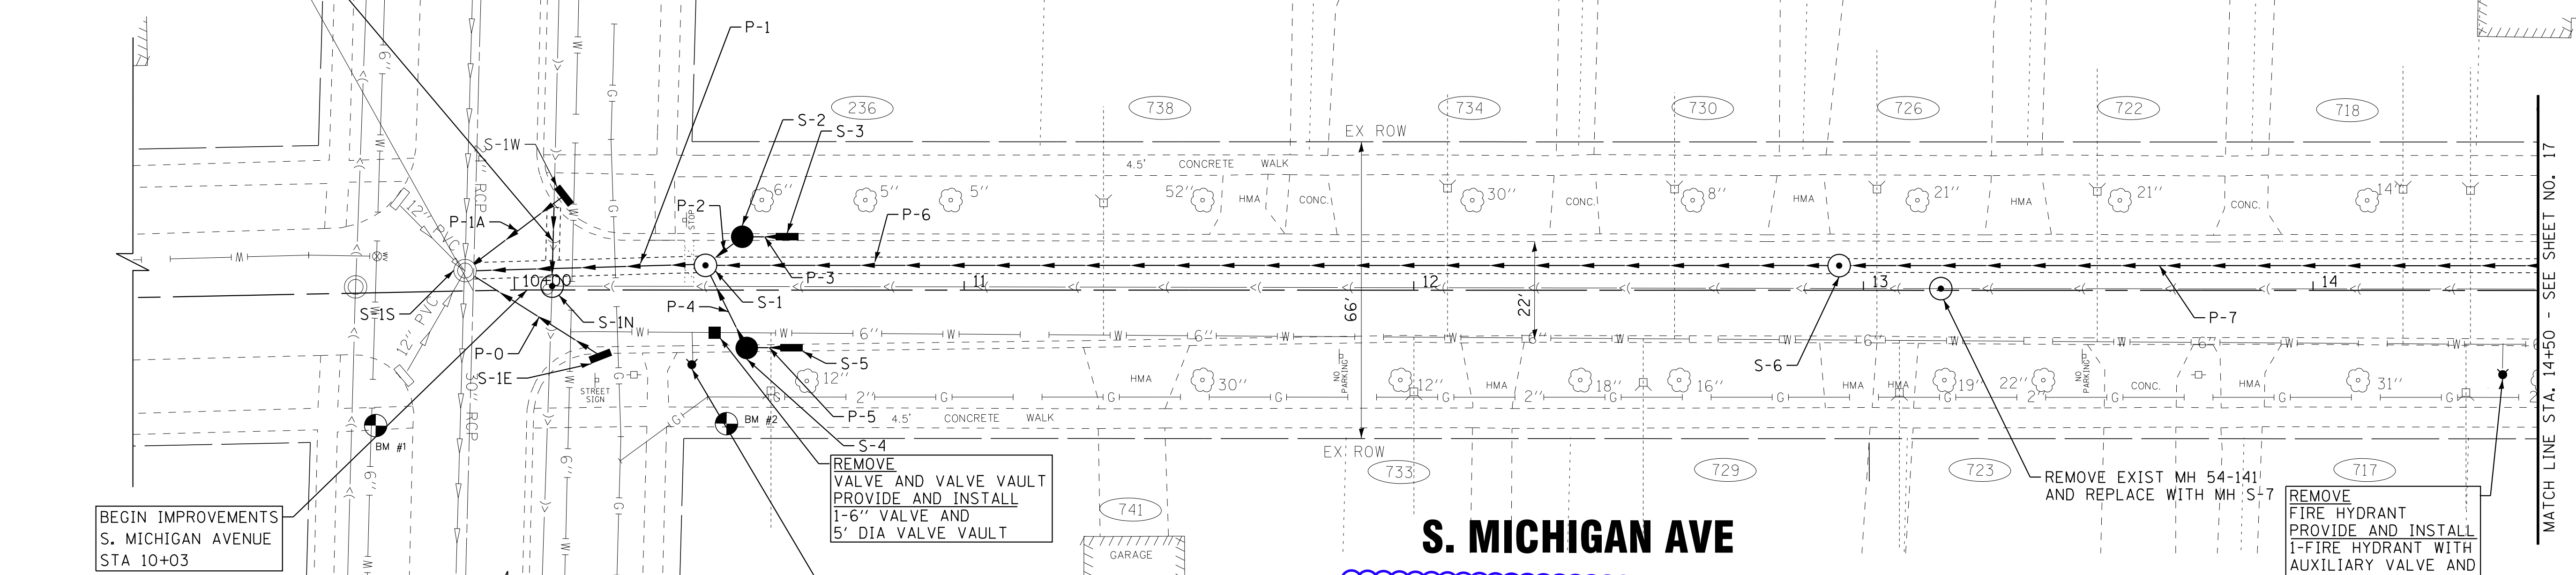 P-1
236
738
734
730
726
722
718
S-2
S-3
EX ROW
S-1W
4.5' CONCRETE WALK
6''
W
G
RCP
12'' PVC
P-1A
P-2
STOP
6''
5''
5''
52''
HMA
CONC.
30''
CONC.
8''
HMA
21''
HMA
21''
CONC.
14''
P-6
P-3
10+00
11
12
13
14
S-1
P-4
66'
22'
S-1S
S-1N
P-7
12'' PVC
P-0
S-1E
30'' RCP
STREET
SIGN
W
6''
W
6''
W
6''
W
6''
W
6''
W
S-5
S-6
12''
HMA
30''
NO
PARKING
12''
HMA
18''
16''
HMA
HMA
19''
22''
NO
PARKING
CONC.
HMA
31''
G
2''
G
2''
G
2''
G
P-5
4.5' CONCRETE WALK
BM #1
BM #2
S-4
EX ROW
733
729
723
717
741
GARAGE
REMOVE
VALVE AND VALVE VAULT
PROVIDE AND INSTALL
1-6'' VALVE AND
5' DIA VALVE VAULT
REMOVE EXIST MH 54-141
AND REPLACE WITH MH S-7
REMOVE
FIRE HYDRANT
PROVIDE AND INSTALL
1-FIRE HYDRANT WITH
AUXILIARY VALVE AND
BEGIN IMPROVEMENTS
S. MICHIGAN AVENUE
STA 10+03
S. MICHIGAN AVE
MATCH LINE STA. 14+50 - SEE SHEET NO. 17